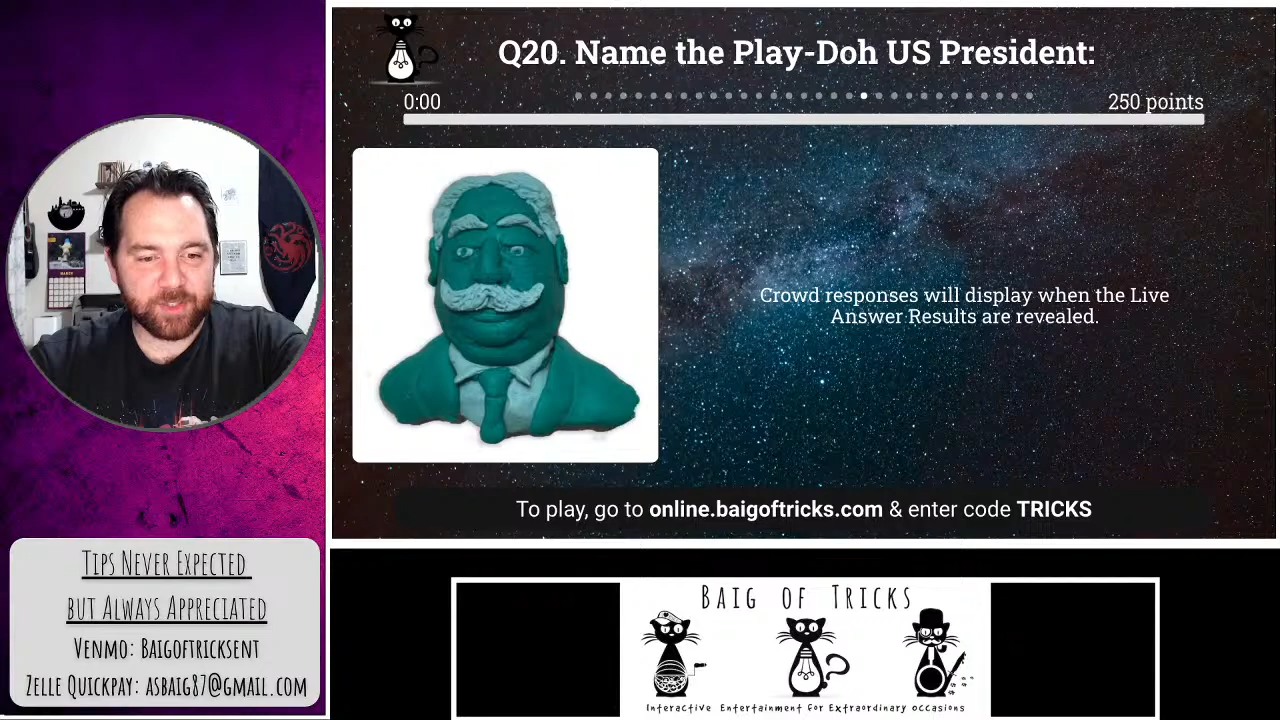 Q20. Name the Play-Doh US President:
0:00
250 points
Crowd responses will display when the Live
Answer Results are revealed.
To play, go to online.baigoftricks.com & enter code TRICKS
Tips Never Expected
but Always Appreciated
Venmo: Baigoftricksent
Zelle Quickpay: asbaig87@gmail.com
Baig of Tricks
Interactive Entertainment for Extraordinary occasions